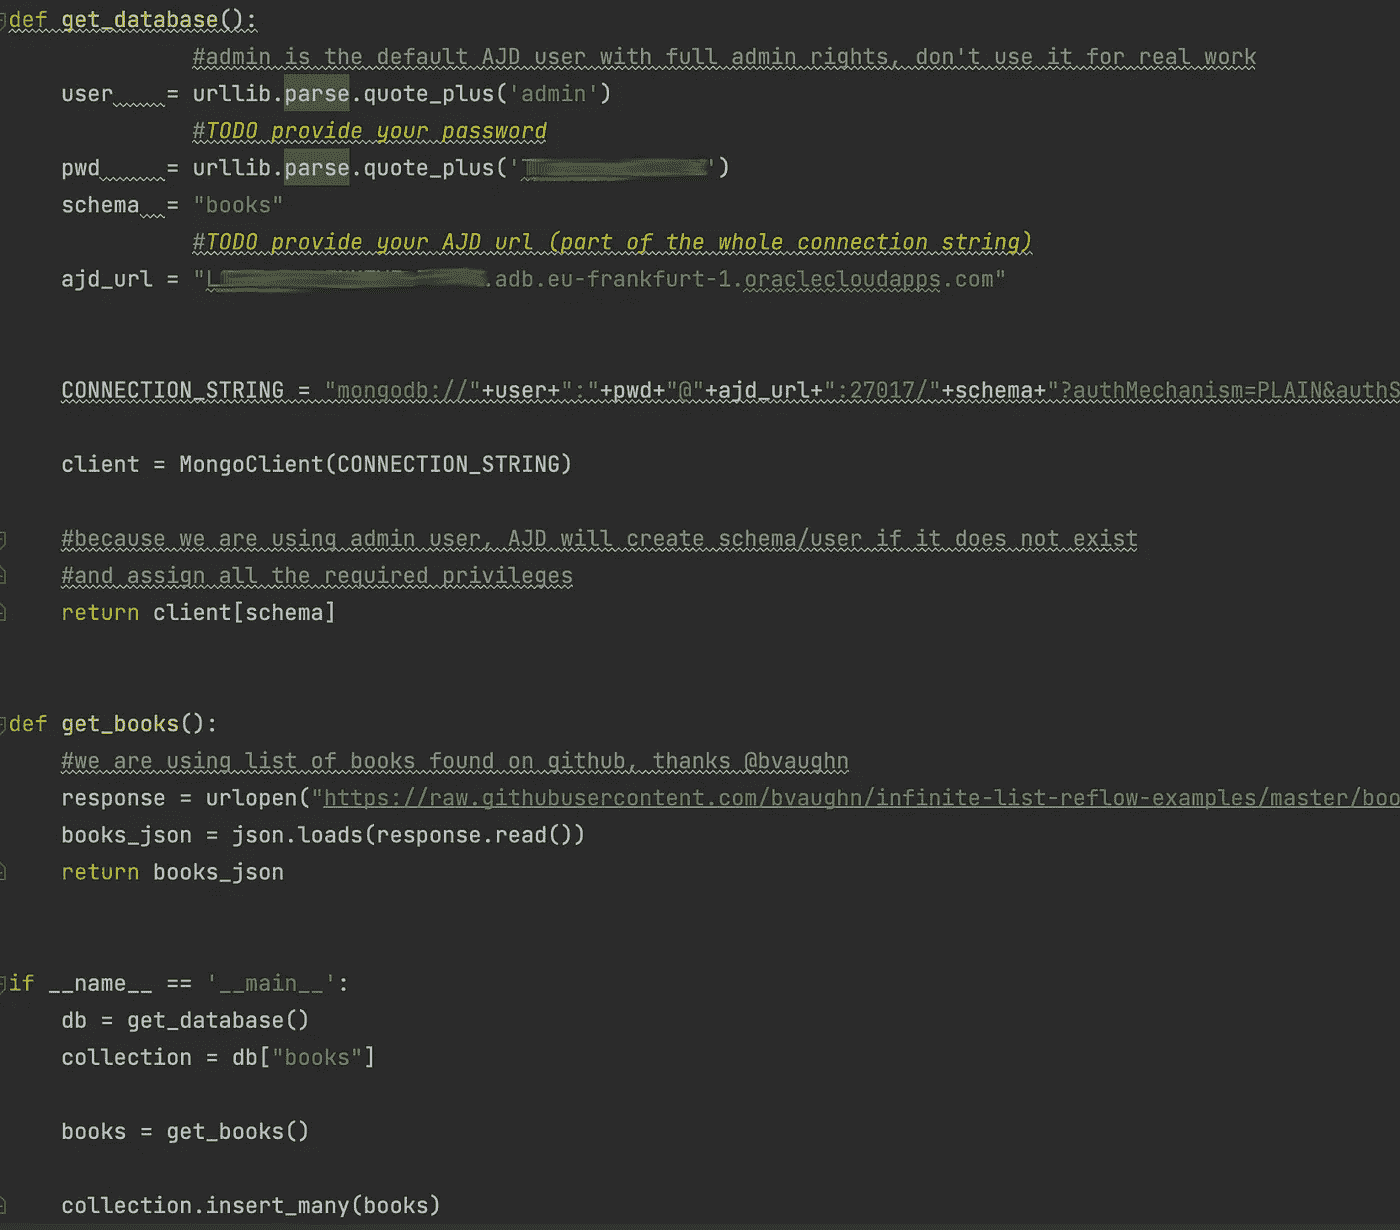 def get_database():
#admin is the default AJD user with full admin rights, don't use it for real work
user = urllib.parse.quote_plus('admin')
#TODO provide your password
pwd = urllib.parse.quote_plus('')
schema = "books"
#TODO provide your AJD url (part of the whole connection string)
ajd_url = ".adb.eu-frankfurt-1.oraclecloudapps.com"
CONNECTION_STRING = "mongodb://"+user+":"+pwd+"@"+ajd_url+":27017/"+schema+"?authMechanism=PLAIN&authS
client = MongoClient(CONNECTION_STRING)
#because we are using admin user, AJD will create schema/user if it does not exist
#and assign all the required privileges
return client[schema]
def get_books():
#we are using list of books found on github, thanks @bvaughn
response = urlopen("https://raw.githubusercontent.com/bvaughn/infinite-list-reflow-examples/master/boo
books_json = json.loads(response.read())
return books_json
if __name__ == '__main__':
db = get_database()
collection = db["books"]
books = get_books()
collection.insert_many(books)